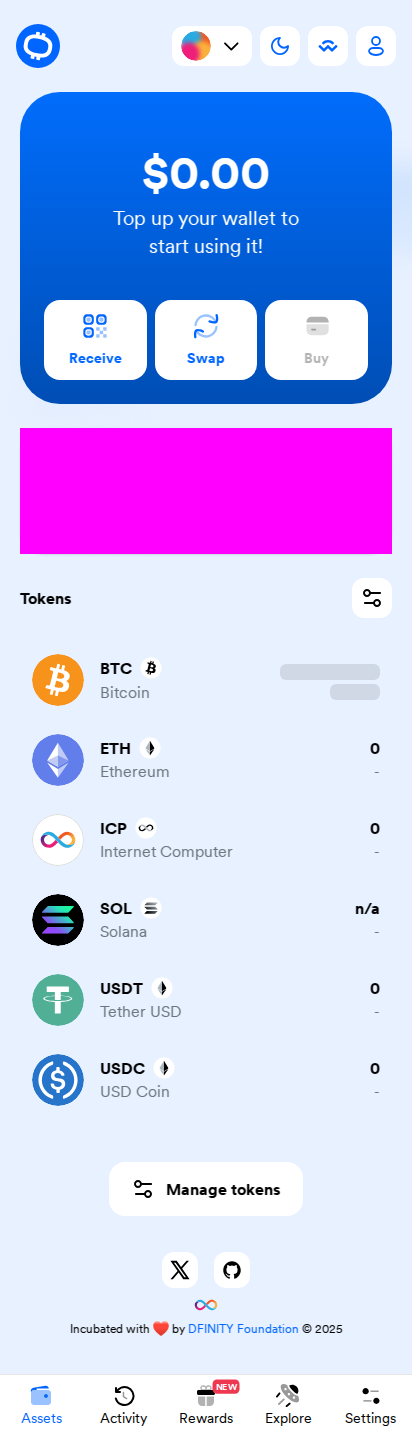 $0.00
Top up your wallet to
start using it!
Receive
Swap
Buy
Tokens
BTC
Bitcoin
ETH
0
Ethereum
-
ICP
0
Internet Computer
-
SOL
n/a
Solana
-
USDT
0
Tether USD
-
USDC
0
USD Coin
-
Manage tokens
Incubated with ❤️ by DFINITY Foundation © 2025
NEW
Assets
Activity
Rewards
Explore
Settings